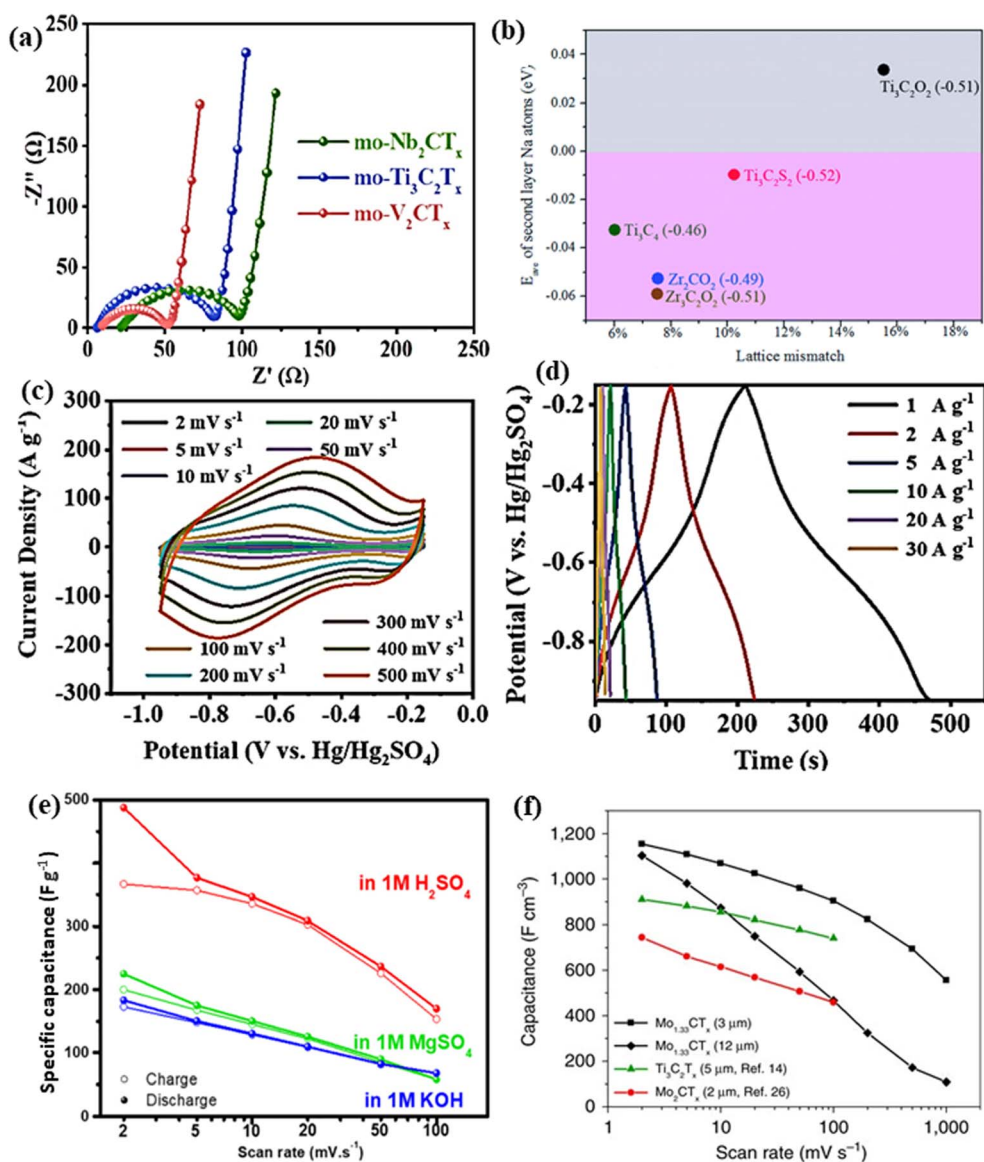 (a)
-Z" (Ω)
250
200
150
100
50
0
mo-Nb₂CTₓ
mo-Ti₃C₂Tₓ
mo-V₂CTₓ
0 50 100 150 200 250
Z' (Ω)
(b)
Eave of second layer Na atoms (eV)
0.04
0.02
0.00
-0.02
-0.04
-0.06
Ti₃C₂O₂ (-0.51)
Ti₃C₂S₂ (-0.52)
Ti₃C₄ (-0.46)
Zr₂CO₂ (-0.49)
Zr₃C₂O₂ (-0.51)
6% 8% 10% 12% 14% 16% 18%
Lattice mismatch
(c)
Current Density (A g⁻¹)
300
200
100
0
-100
-200
-300
2 mV s⁻¹ 20 mV s⁻¹
5 mV s⁻¹ 50 mV s⁻¹
10 mV s⁻¹
300 mV s⁻¹
100 mV s⁻¹ 400 mV s⁻¹
200 mV s⁻¹ 500 mV s⁻¹
-1.0 -0.8 -0.6 -0.4 -0.2 0.0
Potential (V vs. Hg/Hg₂SO₄)
(d)
Potential (V vs. Hg/Hg₂SO₄)
-0.2
-0.4
-0.6
-0.8
1 A g⁻¹
2 A g⁻¹
5 A g⁻¹
10 A g⁻¹
20 A g⁻¹
30 A g⁻¹
0 100 200 300 400 500
Time (s)
(e)
Specific capacitance (F g⁻¹)
500
300
100
0
in 1M H₂SO₄
in 1M MgSO₄
in 1M KOH
Charge
Discharge
2 5 10 20 50 100
Scan rate (mV.s⁻¹)
(f)
Capacitance (F cm⁻³)
1,200
1,000
800
600
400
200
0
Mo₁.₃₃CTₓ (3 μm)
Mo₁.₃₃CTₓ (12 μm)
Ti₃C₂Tₓ (5 μm, Ref. 14)
Mo₂CTₓ (2 μm, Ref. 26)
1 10 100 1,000
Scan rate (mV s⁻¹)